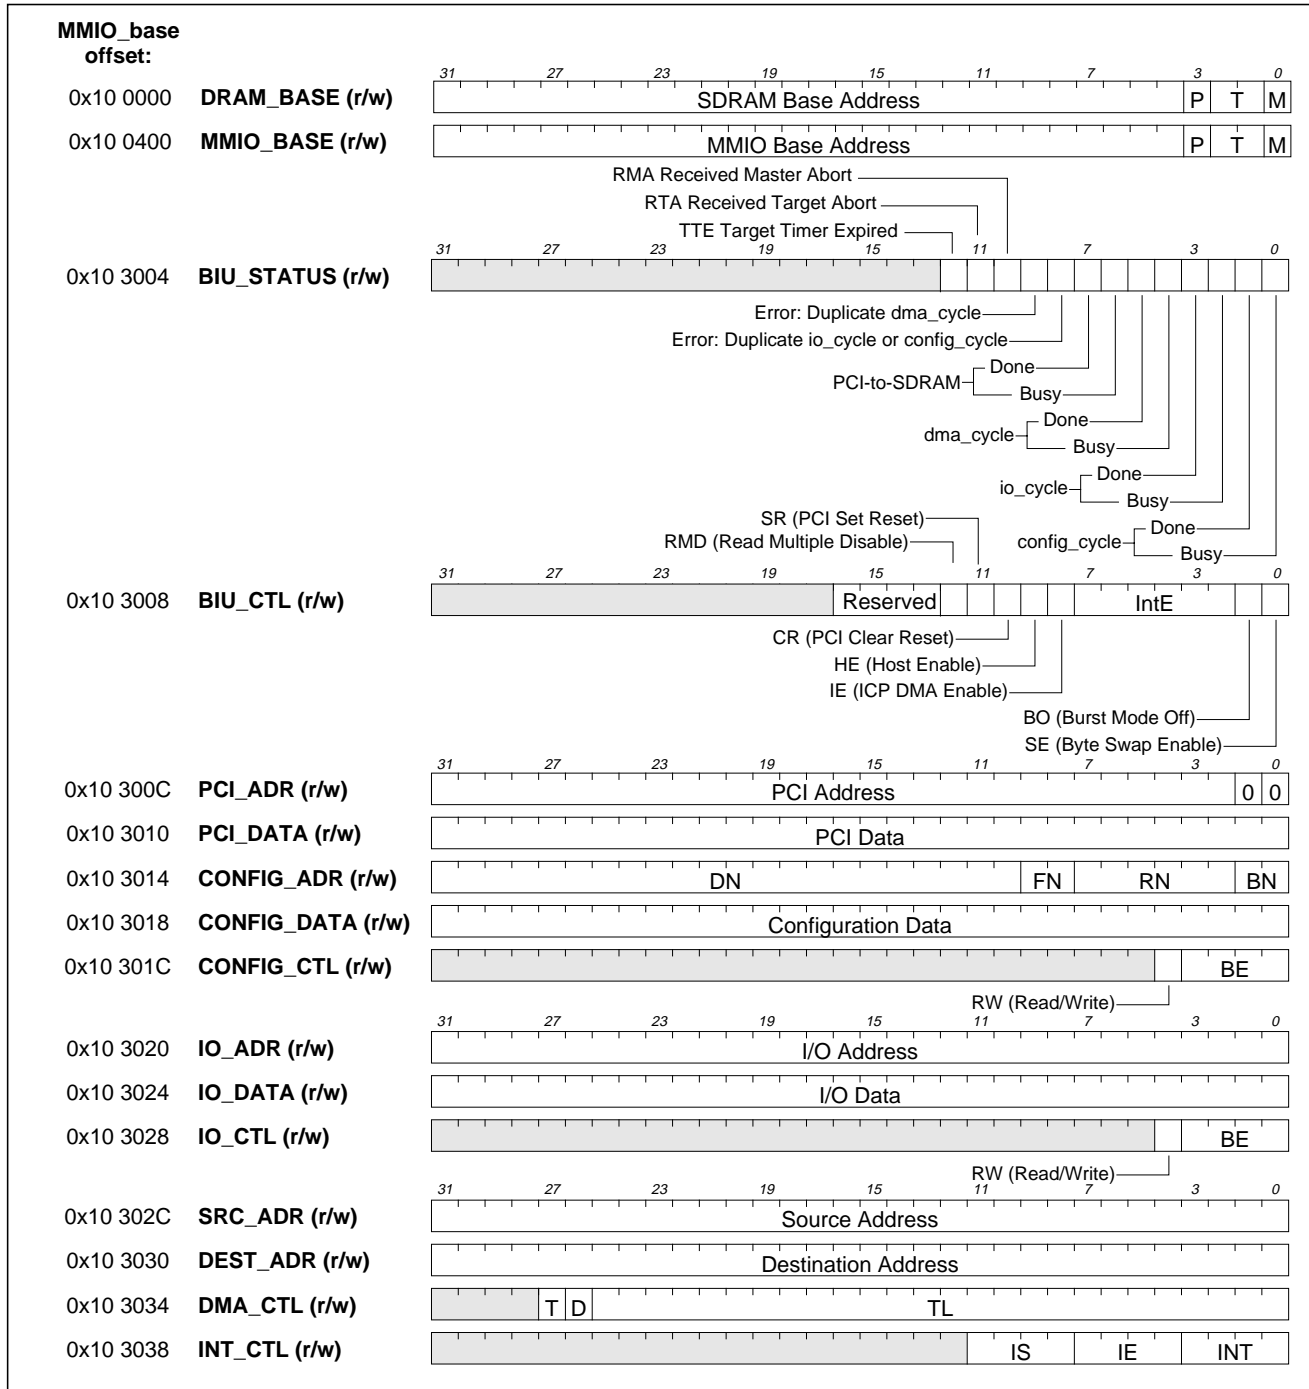 MMIO_base
offset:
31 27 23 19 15 11 7 3 0
0x10 0000 DRAM_BASE (r/w) SDRAM Base Address P T M
0x10 0400 MMIO_BASE (r/w) MMIO Base Address P T M
RMA Received Master Abort
RTA Received Target Abort
TTE Target Timer Expired
31 27 23 19 15 11 7 3 0
0x10 3004 BIU_STATUS (r/w)
Error: Duplicate dma_cycle
Error: Duplicate io_cycle or config_cycle
Done
PCI-to-SDRAM
Busy
Done
dma_cycle
Busy
Done
io_cycle
Busy
SR (PCI Set Reset)
Done
RMD (Read Multiple Disable)
config_cycle
Busy
31 27 23 19 15 11 7 3 0
0x10 3008 BIU_CTL (r/w) Reserved IntE
CR (PCI Clear Reset)
HE (Host Enable)
IE (ICP DMA Enable)
BO (Burst Mode Off)
SE (Byte Swap Enable)
31 27 23 19 15 11 7 3 0
0x10 300C PCI_ADR (r/w) PCI Address 0 0
0x10 3010 PCI_DATA (r/w) PCI Data
0x10 3014 CONFIG_ADR (r/w) DN FN RN BN
0x10 3018 CONFIG_DATA (r/w) Configuration Data
0x10 301C CONFIG_CTL (r/w) BE
RW (Read/Write)
31 27 23 19 15 11 7 3 0
0x10 3020 IO_ADR (r/w) I/O Address
0x10 3024 IO_DATA (r/w) I/O Data
0x10 3028 IO_CTL (r/w) BE
RW (Read/Write)
31 27 23 19 15 11 7 3 0
0x10 302C SRC_ADR (r/w) Source Address
0x10 3030 DEST_ADR (r/w) Destination Address
0x10 3034 DMA_CTL (r/w) T D TL
0x10 3038 INT_CTL (r/w) IS IE INT